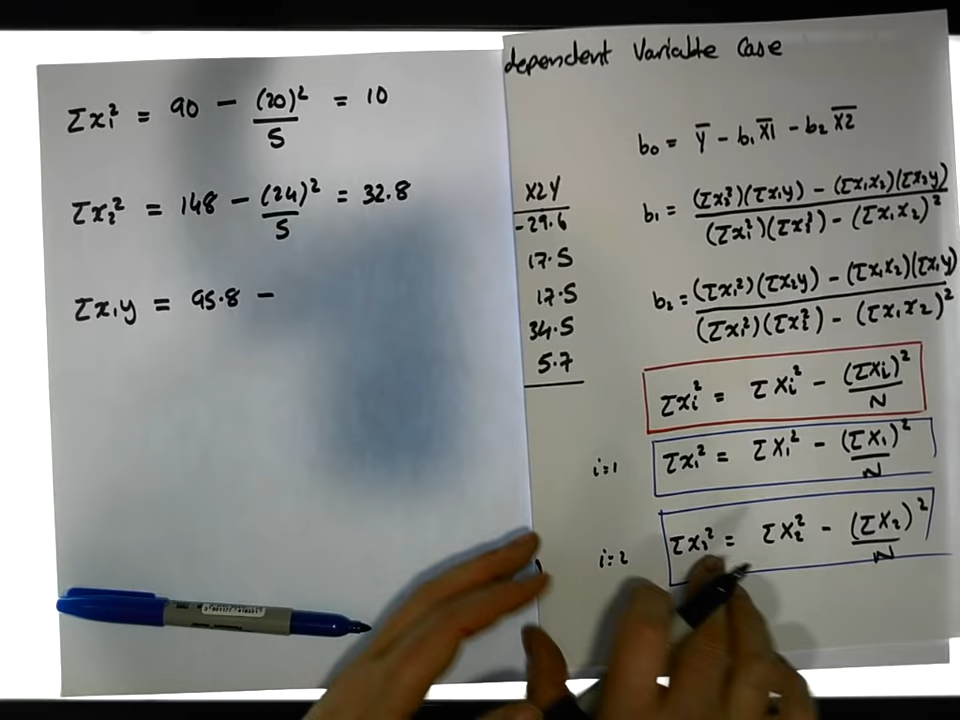 dependent Variable Case
Σx₁² = 90 − (20)²/5 = 10
Σx₂² = 148 − (24)²/5 = 32.8
Σx₁y = 95.8 −
X2Y
-29.6
17.5
17.5
34.5
5.7
b₀ = Ȳ − b₁X̅1̅ − b₂X̅2̅
b₁ = (Σx₂²)(Σx₁y) − (Σx₁x₂)(Σx₂y) / (Σx₁²)(Σx₂²) − (Σx₁x₂)²
b₂ = (Σx₁²)(Σx₂y) − (Σx₁x₂)(Σx₁y) / (Σx₁²)(Σx₂²) − (Σx₁x₂)²
Σxᵢ² = ΣXᵢ² − (ΣXᵢ)²/N
i=1 Σx₁² = ΣX₁² − (ΣX₁)²/N
i=2 Σx₂² = ΣX₂² − (ΣX₂)²/N